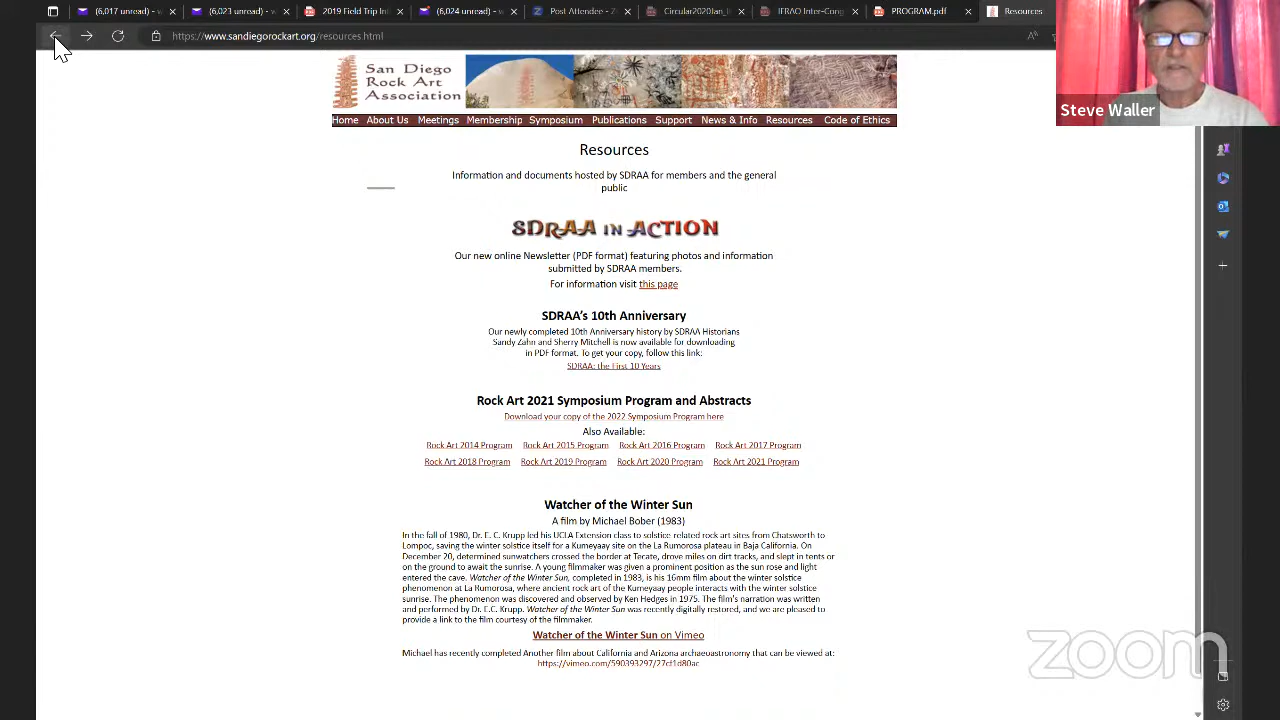 (6,017 unread) - w
(6,023 unread) - w
2019 Field Trip In
(6,024 unread) - w
Post Attendee - Z
Circular2020Jan_I
IFRAO Inter-Cong
PROGRAM.pdf
Resources
https://www.sandiegorockart.org/resources.html
San Diego
Rock Art
Association
Steve Waller
Home About Us Meetings Membership Symposium Publications Support News & Info Resources Code of Ethics
Resources
Information and documents hosted by SDRAA for members and the general
public
SDRAA IN ACTION
Our new online Newsletter (PDF format) featuring photos and information
submitted by SDRAA members.
For information visit this page
SDRAA's 10th Anniversary
Our newly completed 10th Anniversary history by SDRAA Historians
Sandy Zahn and Sherry Mitchell is now available for downloading
in PDF format. To get your copy, follow this link:
SDRAA: the First 10 Years
Rock Art 2021 Symposium Program and Abstracts
Download your copy of the 2022 Symposium Program here
Also Available:
Rock Art 2014 Program Rock Art 2015 Program Rock Art 2016 Program Rock Art 2017 Program
Rock Art 2018 Program Rock Art 2019 Program Rock Art 2020 Program Rock Art 2021 Program
Watcher of the Winter Sun
A film by Michael Bober (1983)
In the fall of 1980, Dr. E. C. Krupp led his UCLA Extension class to solstice related rock art sites from Chatsworth to
Lompoc, saving the winter solstice itself for a Kumeyaay site on the La Rumorosa plateau in Baja California. On
December 20, determined sunwatchers crossed the border at Tecate, drove miles on dirt tracks, and slept in tents or
on the ground to await the sunrise. A young filmmaker was given a prominent position as the sun rose and light
entered the cave. Watcher of the Winter Sun, completed in 1983, is his 16mm film about the winter solstice
phenomenon at La Rumorosa, where ancient rock art of the Kumeyaay people interacts with the winter solstice
sunrise. The phenomenon was discovered and observed by Ken Hedges in 1975. The film's narration was written
and performed by Dr. E.C. Krupp. Watcher of the Winter Sun was recently digitally restored, and we are pleased to
provide a link to the film courtesy of the filmmaker.
Watcher of the Winter Sun on Vimeo
Michael has recently completed Another film about California and Arizona archaeoastronomy that can be viewed at:
https://vimeo.com/590393297/27cf1d80ac
zoom